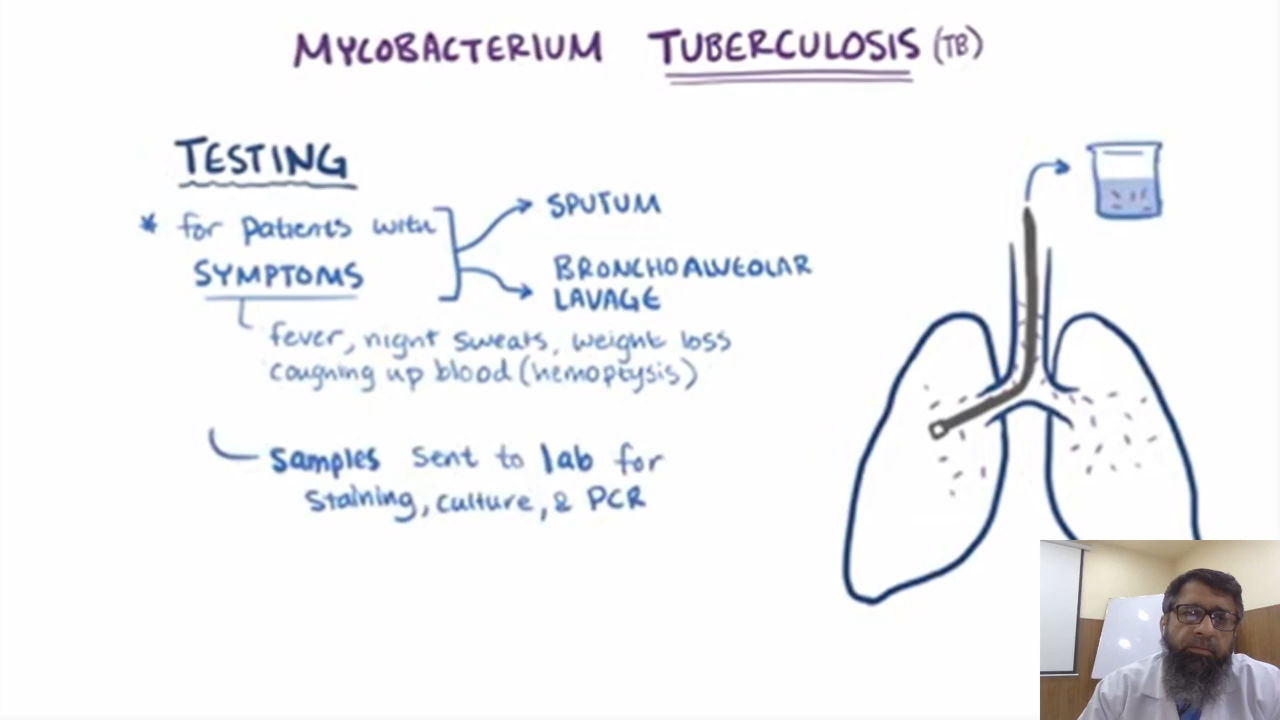 MYCOBACTERIUM TUBERCULOSIS (TB)
TESTING
* for patients with
SYMPTOMS
SPUTUM
BRONCHOALVEOLAR
LAVAGE
fever, night sweats, weight loss
coughing up blood (hemoptysis)
samples sent to lab for
staining, culture, & PCR